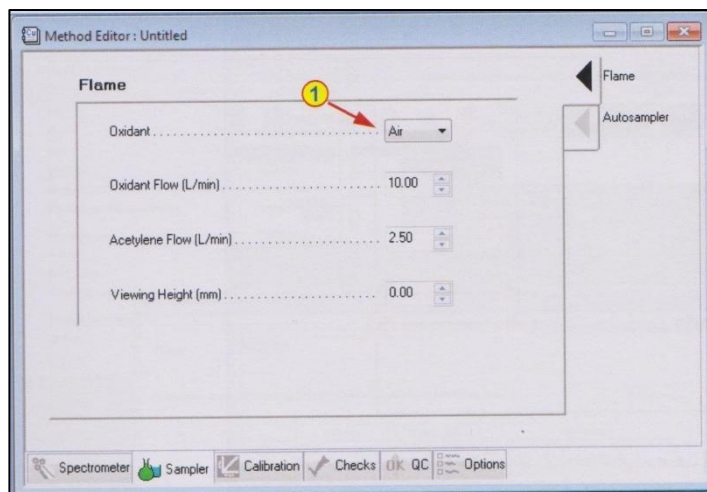 Method Editor : Untitled
Flame
1
Oxidant
Air
Oxidant Flow (L/min)
10.00
Acetylene Flow (L/min)
2.50
Viewing Height (mm)
0.00
Flame
Autosampler
Spectrometer
Sampler
Calibration
Checks
OK QC
Options